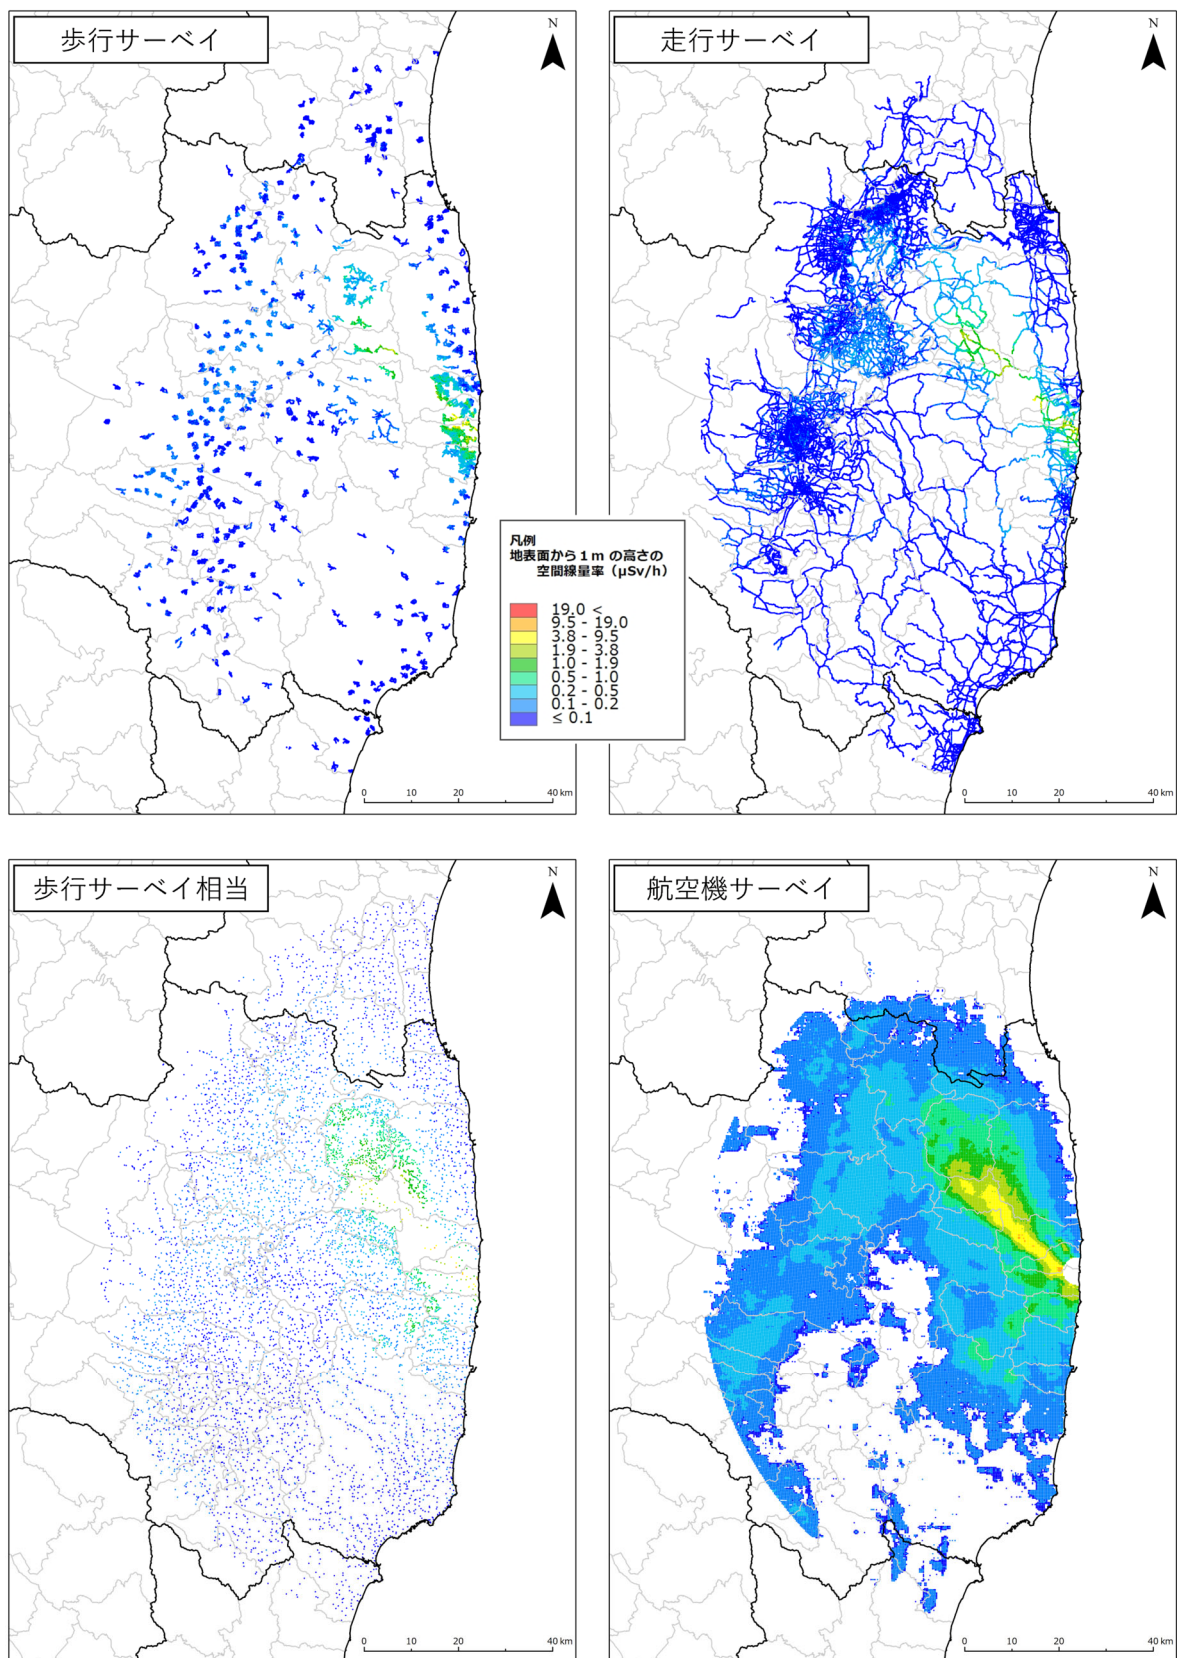 歩行サーベイ
N
0 10 20 40 km
走行サーベイ
N
0 10 20 40 km
凡例
地表面から1mの高さの
空間線量率（μSv/h）
19.0 <
9.5 - 19.0
3.8 - 9.5
1.9 - 3.8
1.0 - 1.9
0.5 - 1.0
0.2 - 0.5
0.1 - 0.2
≤ 0.1
歩行サーベイ相当
N
0 10 20 40 km
航空機サーベイ
N
0 10 20 40 km